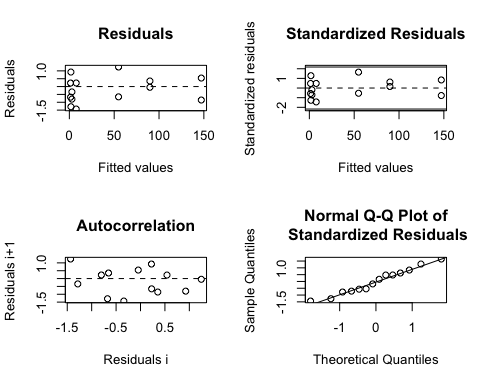 Residuals
Residuals
-1.5 1.0
0 50 100 150
Fitted values
Standardized Residuals
Standardized residuals
-2 1
0 50 100 150
Fitted values
Autocorrelation
Residuals i+1
-1.5 1.0
-1.5 -0.5 0.5
Residuals i
Normal Q-Q Plot of
Standardized Residuals
Sample Quantiles
-1.5 1.0
-1 0 1
Theoretical Quantiles